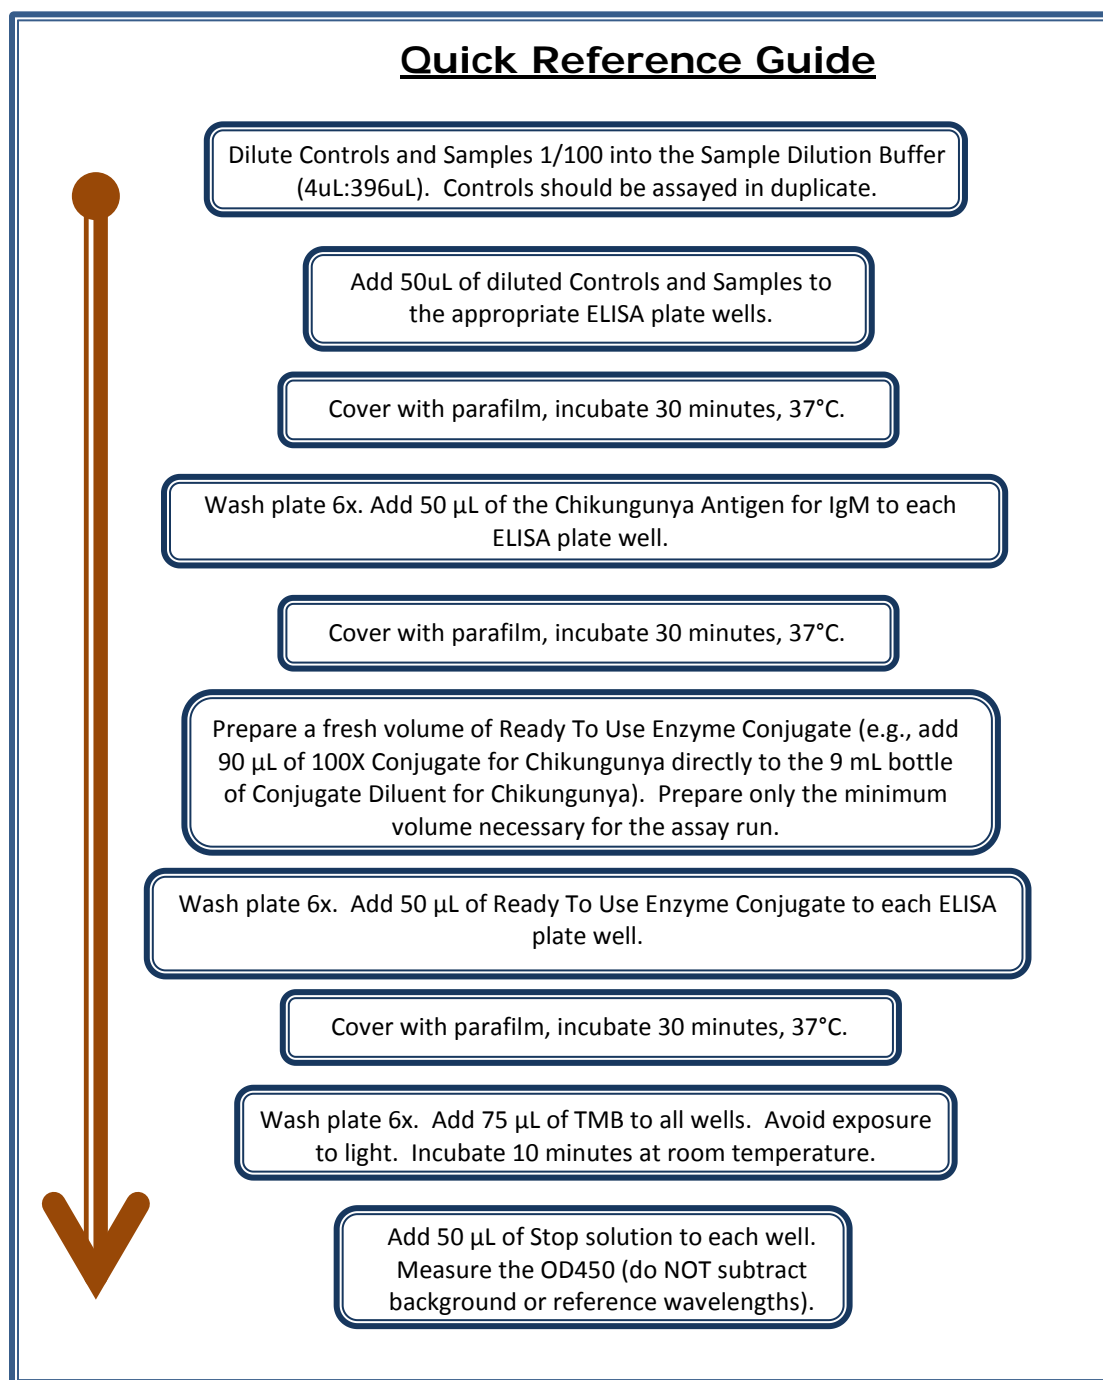 Quick Reference Guide
Dilute Controls and Samples 1/100 into the Sample Dilution Buffer
(4uL:396uL).  Controls should be assayed in duplicate.
Add 50uL of diluted Controls and Samples to
the appropriate ELISA plate wells.
Cover with parafilm, incubate 30 minutes, 37°C.
Wash plate 6x. Add 50 µL of the Chikungunya Antigen for IgM to each
ELISA plate well.
Cover with parafilm, incubate 30 minutes, 37°C.
Prepare a fresh volume of Ready To Use Enzyme Conjugate (e.g., add
90 µL of 100X Conjugate for Chikungunya directly to the 9 mL bottle
of Conjugate Diluent for Chikungunya).  Prepare only the minimum
volume necessary for the assay run.
Wash plate 6x.  Add 50 µL of Ready To Use Enzyme Conjugate to each ELISA
plate well.
Cover with parafilm, incubate 30 minutes, 37°C.
Wash plate 6x.  Add 75 µL of TMB to all wells.  Avoid exposure
to light.  Incubate 10 minutes at room temperature.
Add 50 µL of Stop solution to each well.
Measure the OD450 (do NOT subtract
background or reference wavelengths).